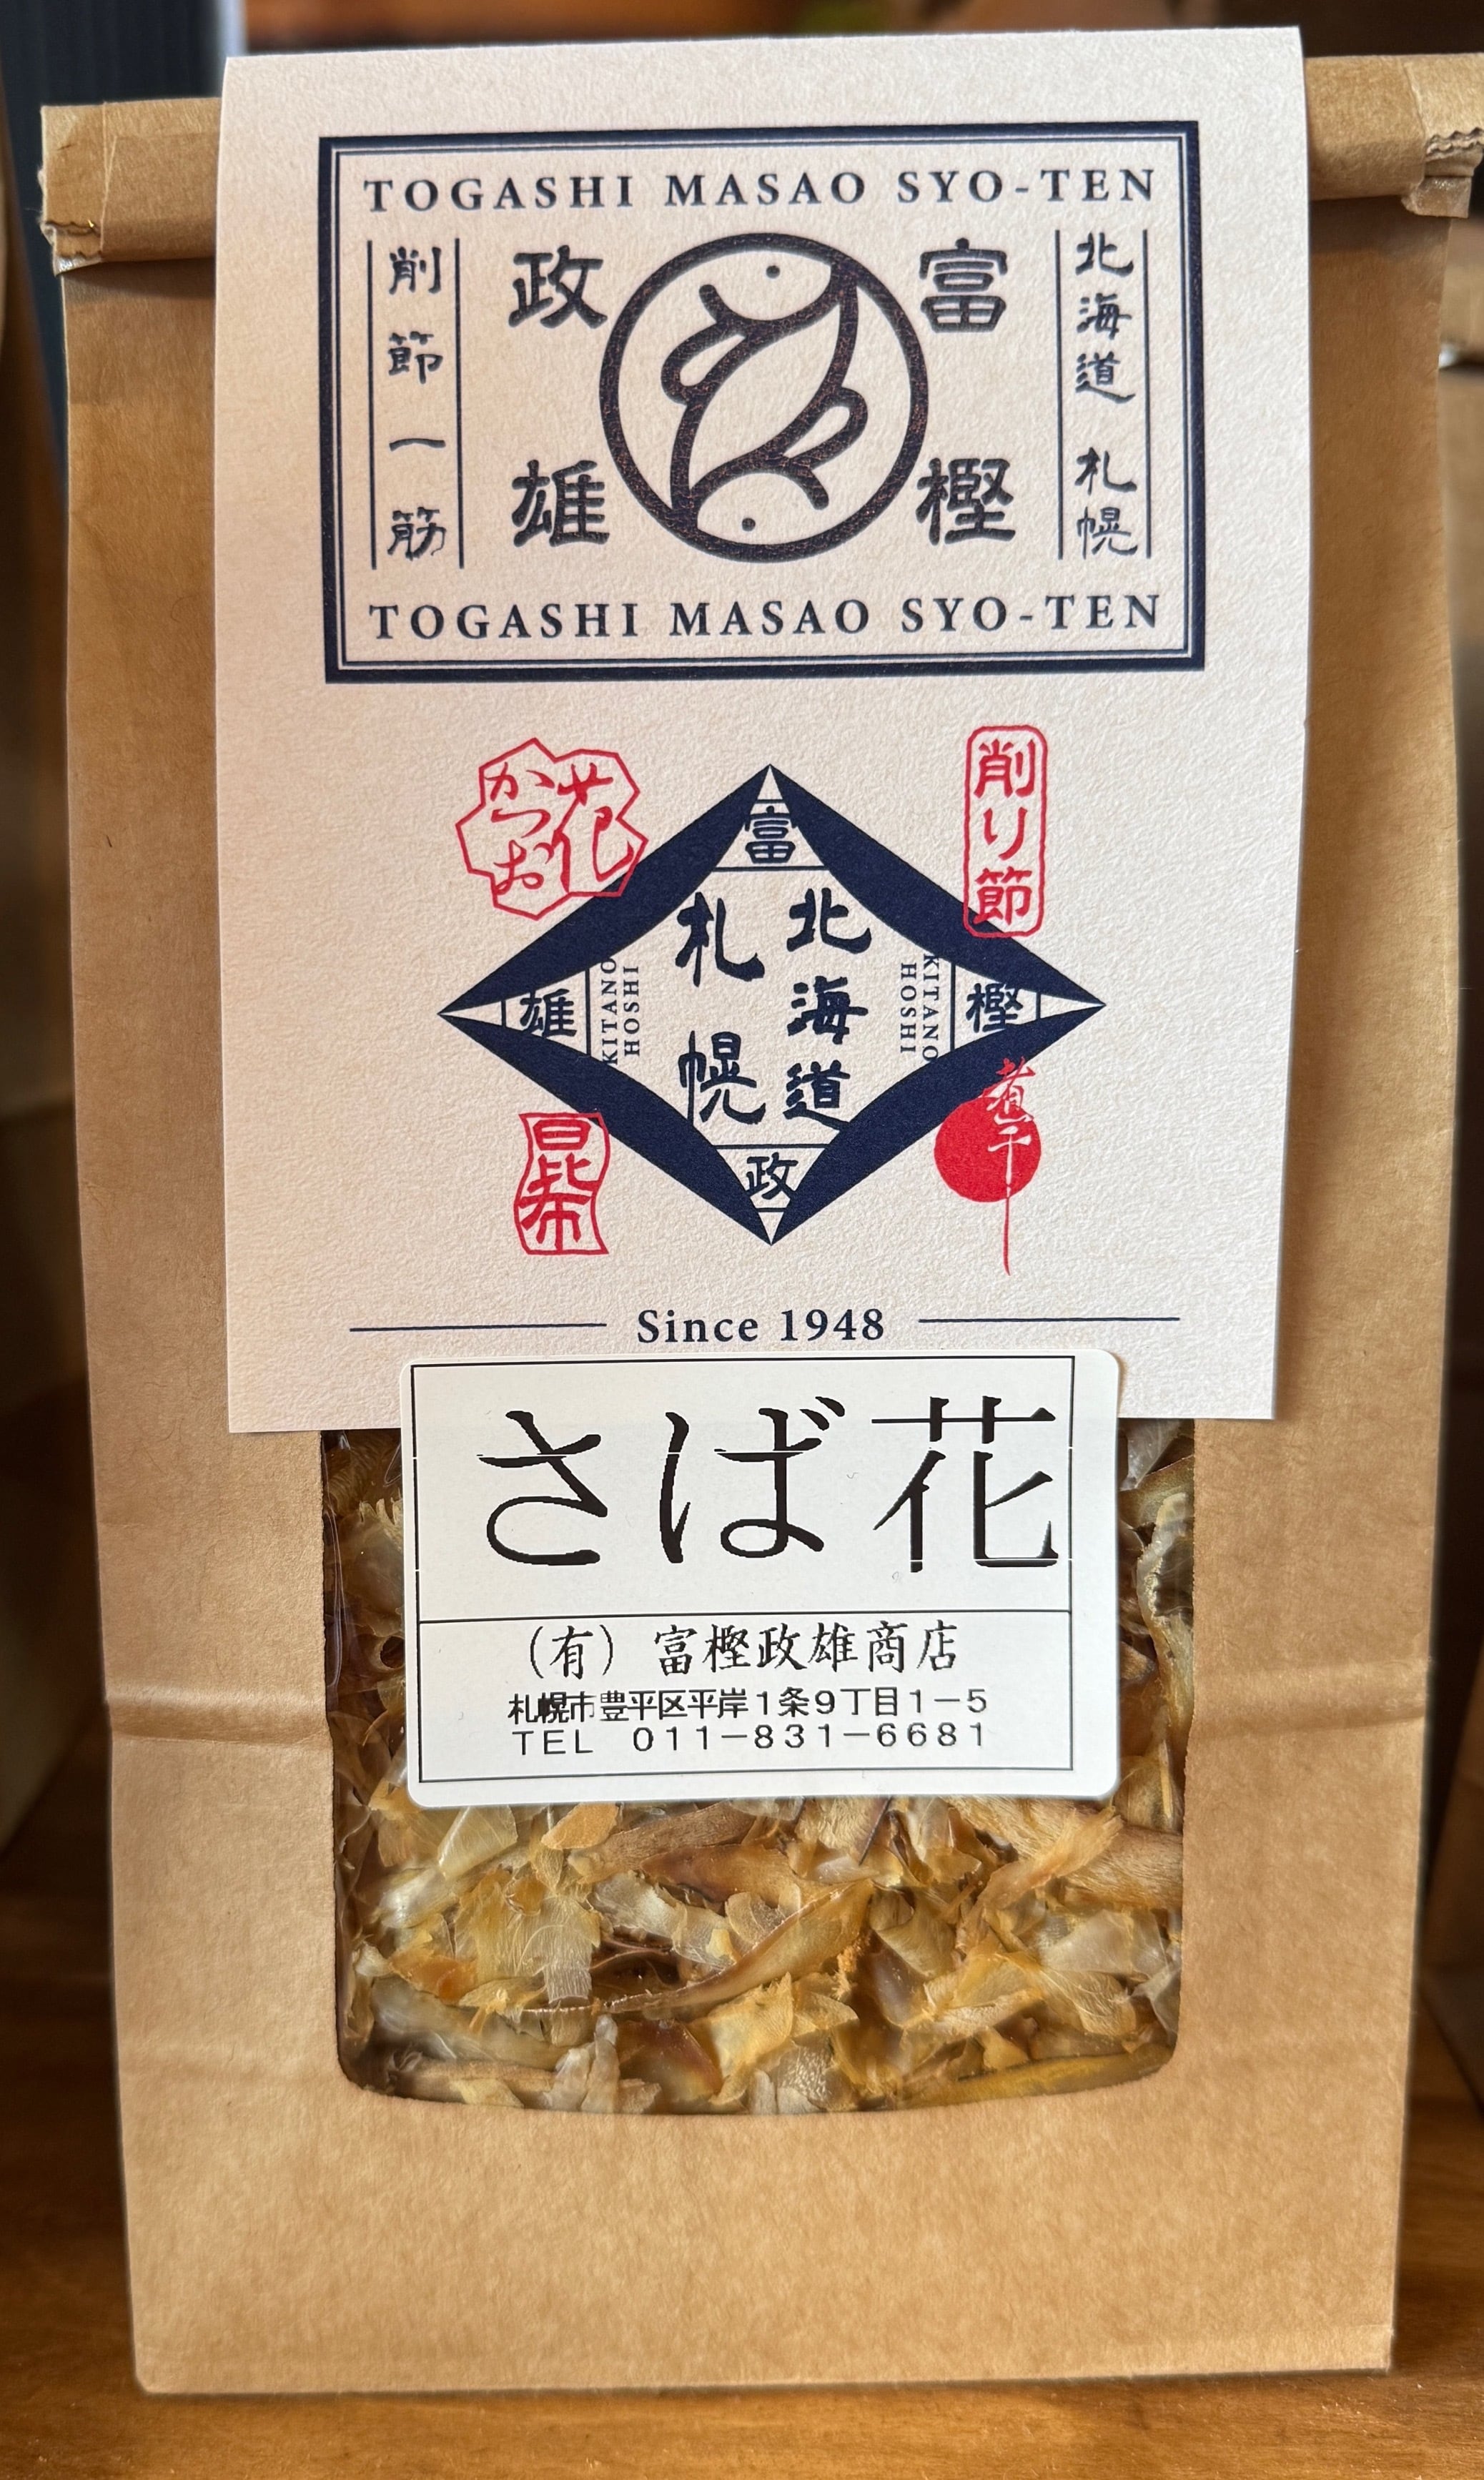 TOGASHI MASAO SYO-TEN
北海道 札幌
富樫
政雄
削節一筋
TOGASHI MASAO SYO-TEN
削り節
花かつお
富
北海道
札幌
KITANO HOSHI
KITANO HOSHI
樫
雄
政
煮干し
昆布
Since 1948
さば花
(有) 富樫政雄商店
札幌市豊平区平岸1条9丁目1-5
TEL 011-831-6681